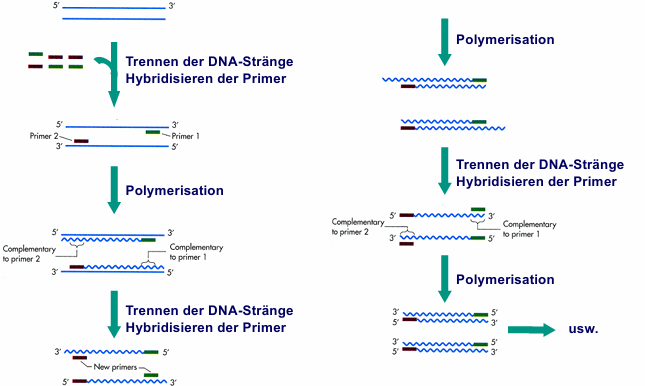 5′ 3′
Trennen der DNA-Stränge
Hybridisieren der Primer
5′ 3′
Primer 2 Primer 1
3′ 5′
Polymerisation
5′ 3′
Complementary
to primer 2
Complementary
to primer 1
3′ 5′
Trennen der DNA-Stränge
Hybridisieren der Primer
3′ 5′
New primers
5′ 3′
Polymerisation
Trennen der DNA-Stränge
Hybridisieren der Primer
5′ 3′
Complementary
to primer 2
Complementary
to primer 1
3′ 5′
Polymerisation
3′ 5′
5′ 3′
usw.
3′ 5′
5′ 3′